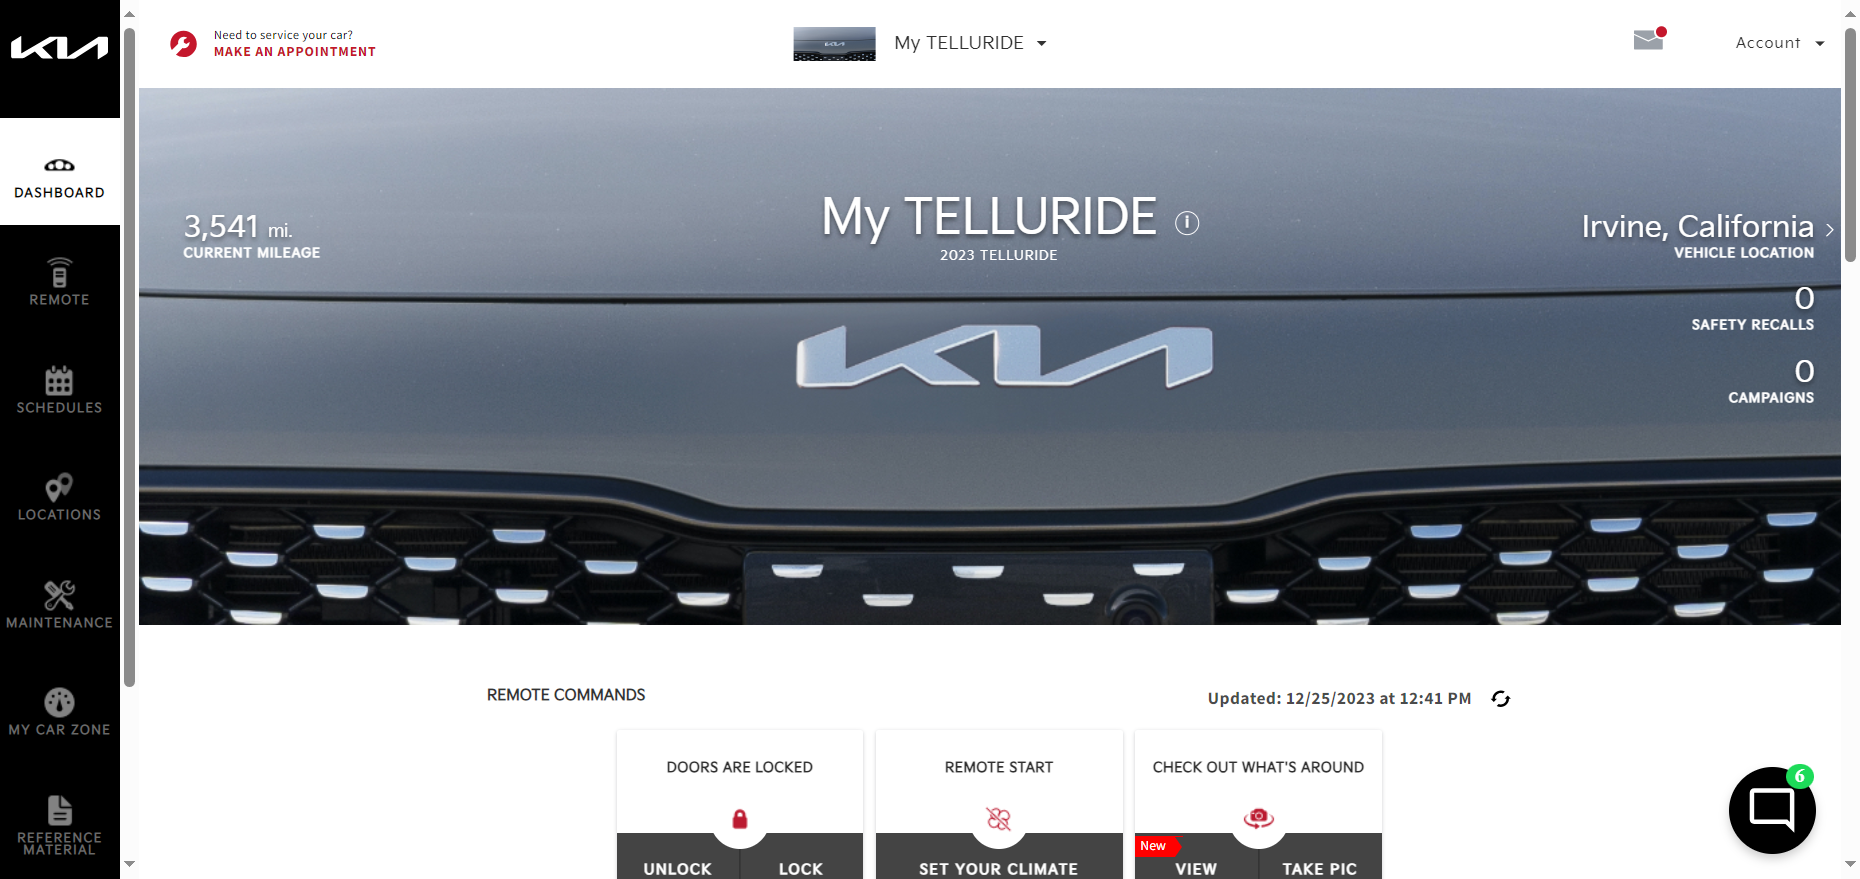 KIA
DASHBOARD
REMOTE
SCHEDULES
LOCATIONS
MAINTENANCE
MY CAR ZONE
REFERENCE
MATERIAL
Need to service your car?
MAKE AN APPOINTMENT
My TELLURIDE
Account
3,541 mi.
CURRENT MILEAGE
My TELLURIDE
2023 TELLURIDE
Irvine, California
VEHICLE LOCATION
0
SAFETY RECALLS
0
CAMPAIGNS
KIA
REMOTE COMMANDS
Updated: 12/25/2023 at 12:41 PM
DOORS ARE LOCKED
UNLOCK
LOCK
REMOTE START
SET YOUR CLIMATE
CHECK OUT WHAT'S AROUND
New
VIEW
TAKE PIC
6